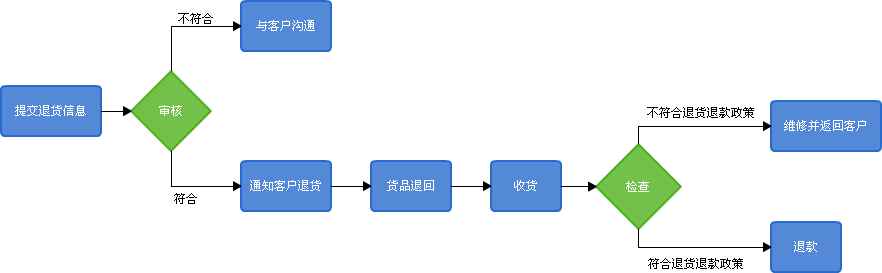 不符合
与客户沟通
提交退货信息
审核
符合
通知客户退货
货品退回
收货
检查
不符合退货退款政策
维修并返回客户
符合退货退款政策
退款